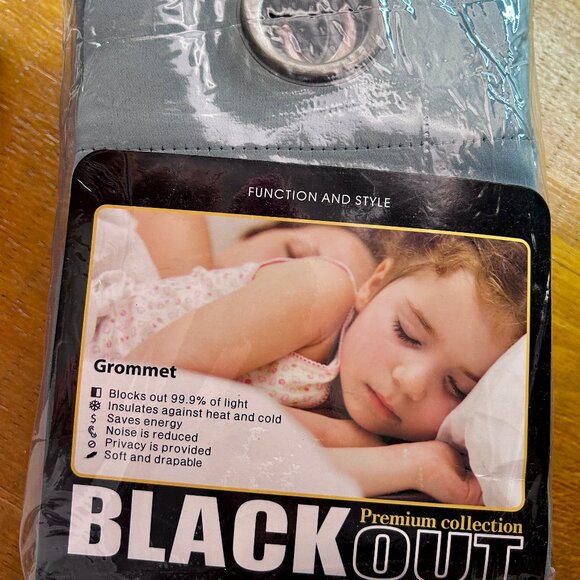 FUNCTION AND STYLE
Grommet
Blocks out 99.9% of light
Insulates against heat and cold
Saves energy
Noise is reduced
Privacy is provided
Soft and drapable
Premium collection
BLACKOUT